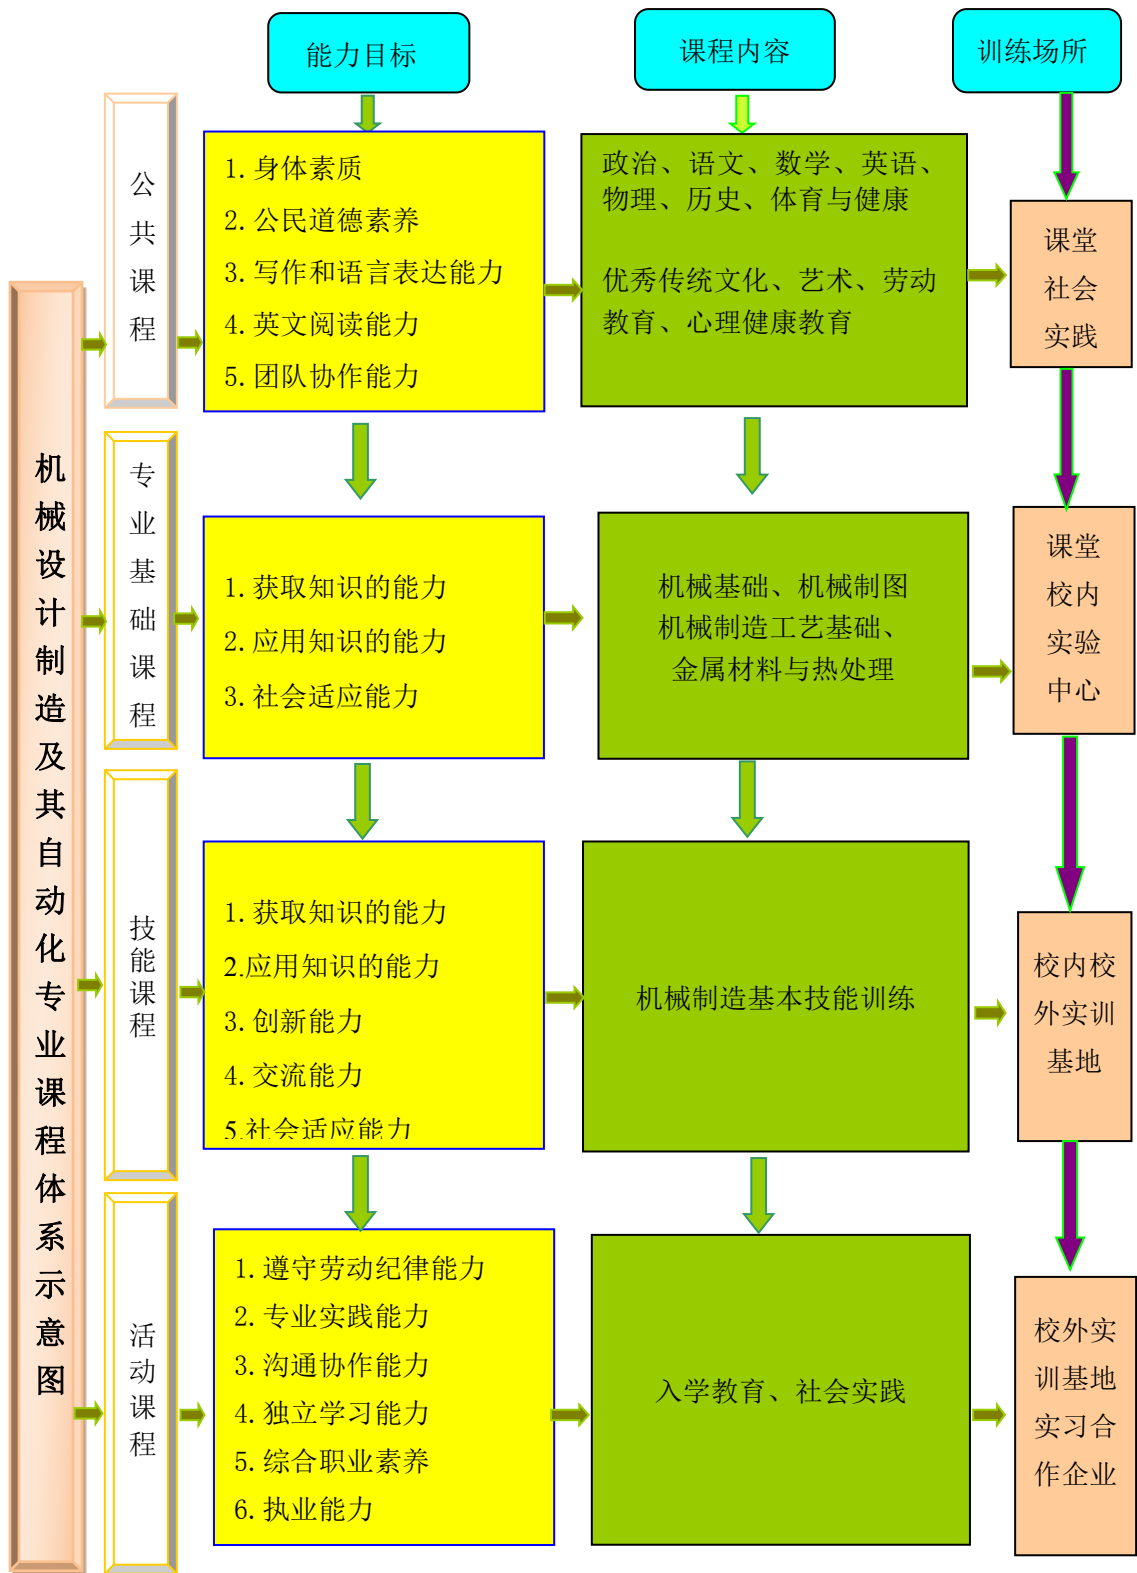 能力目标
课程内容
训练场所
机械设计制造及其自动化专业课程体系示意图
公共课程
1.身体素质
2.公民道德素养
3.写作和语言表达能力
4.英文阅读能力
5.团队协作能力
政治、语文、数学、英语、
物理、历史、体育与健康
优秀传统文化、艺术、劳动
教育、心理健康教育
课堂
社会
实践
专业基础课程
1.获取知识的能力
2.应用知识的能力
3.社会适应能力
机械基础、机械制图
机械制造工艺基础、
金属材料与热处理
课堂
校内
实验
中心
技能课程
1.获取知识的能力
2.应用知识的能力
3.创新能力
4.交流能力
5.社会适应能力
机械制造基本技能训练
校内校
外实训
基地
活动课程
1.遵守劳动纪律能力
2.专业实践能力
3.沟通协作能力
4.独立学习能力
5.综合职业素养
6.执业能力
入学教育、社会实践
校外实
训基地
实习合
作企业